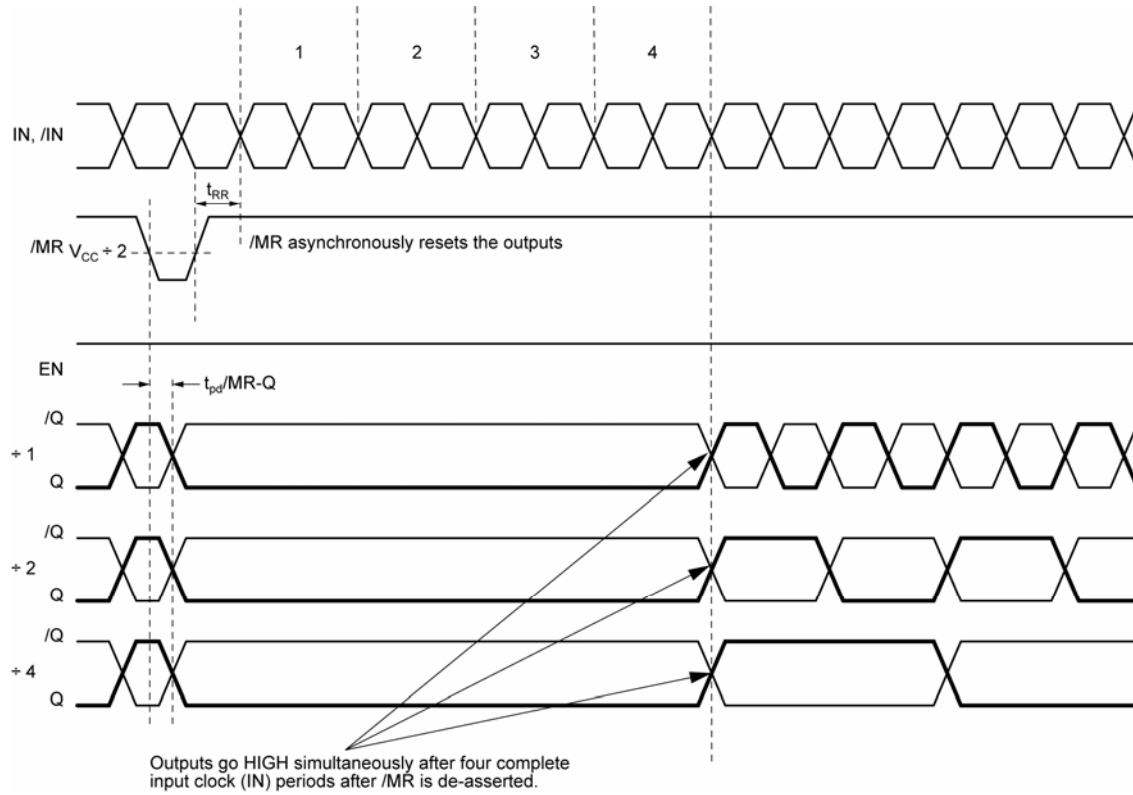 1 2 3 4
IN, /IN
tRR
/MR VCC ÷ 2
/MR asynchronously resets the outputs
EN
tpd/MR-Q
/Q
÷ 1
Q
/Q
÷ 2
Q
/Q
÷ 4
Q
Outputs go HIGH simultaneously after four complete
input clock (IN) periods after /MR is de-asserted.